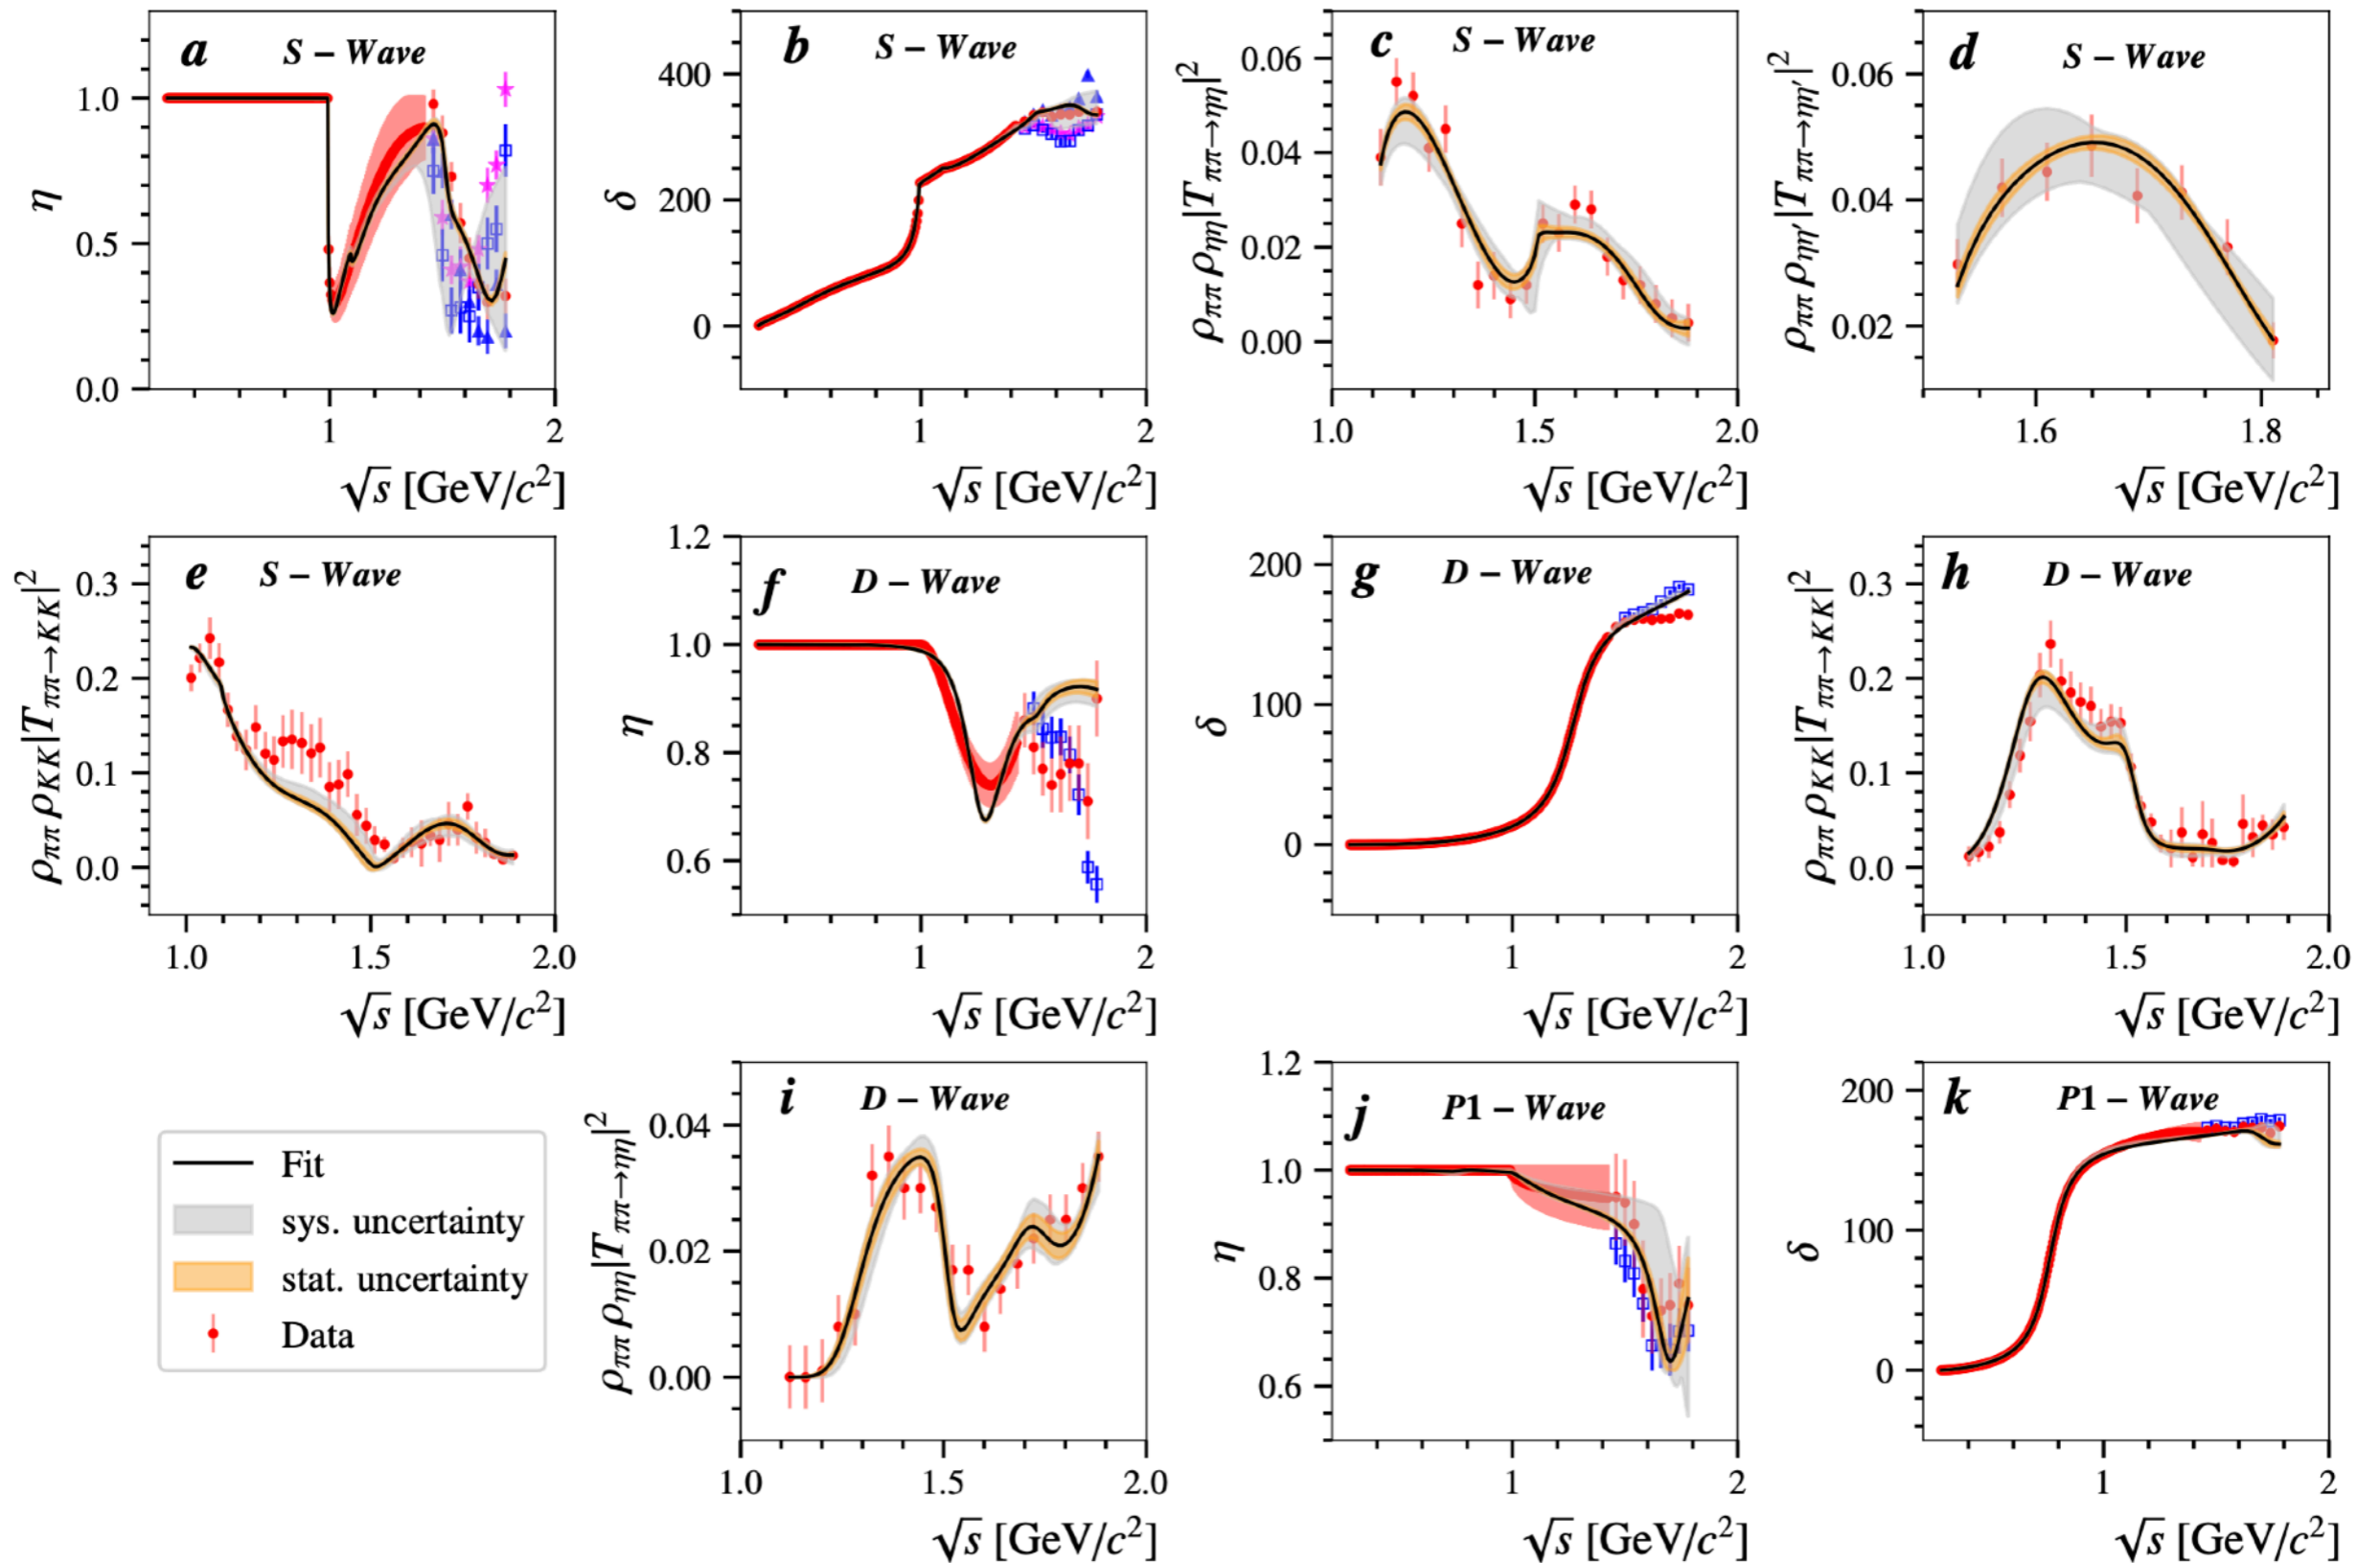 a S – Wave
η
1.0
0.5
0.0
1 2
√s [GeV/c²]
b S – Wave
δ
400
200
0
1 2
√s [GeV/c²]
c S – Wave
ρππ ρηη|Tππ→ηη|²
0.06
0.04
0.02
0.00
1.0 1.5 2.0
√s [GeV/c²]
d S – Wave
ρππ ρηη′|Tππ→ηη′|²
0.06
0.04
0.02
1.6 1.8
√s [GeV/c²]
e S – Wave
ρππ ρKK|Tππ→KK|²
0.3
0.2
0.1
0.0
1.0 1.5 2.0
√s [GeV/c²]
f D – Wave
η
1.2
1.0
0.8
0.6
1 2
√s [GeV/c²]
g D – Wave
δ
200
100
0
1 2
√s [GeV/c²]
h D – Wave
ρππ ρKK|Tππ→KK|²
0.3
0.2
0.1
0.0
1.0 1.5 2.0
√s [GeV/c²]
Fit
sys. uncertainty
stat. uncertainty
Data
i D – Wave
ρππ ρηη|Tππ→ηη|²
0.04
0.02
0.00
1.0 1.5 2.0
√s [GeV/c²]
j P1 – Wave
η
1.2
1.0
0.8
0.6
1 2
√s [GeV/c²]
k P1 – Wave
δ
200
100
0
1 2
√s [GeV/c²]